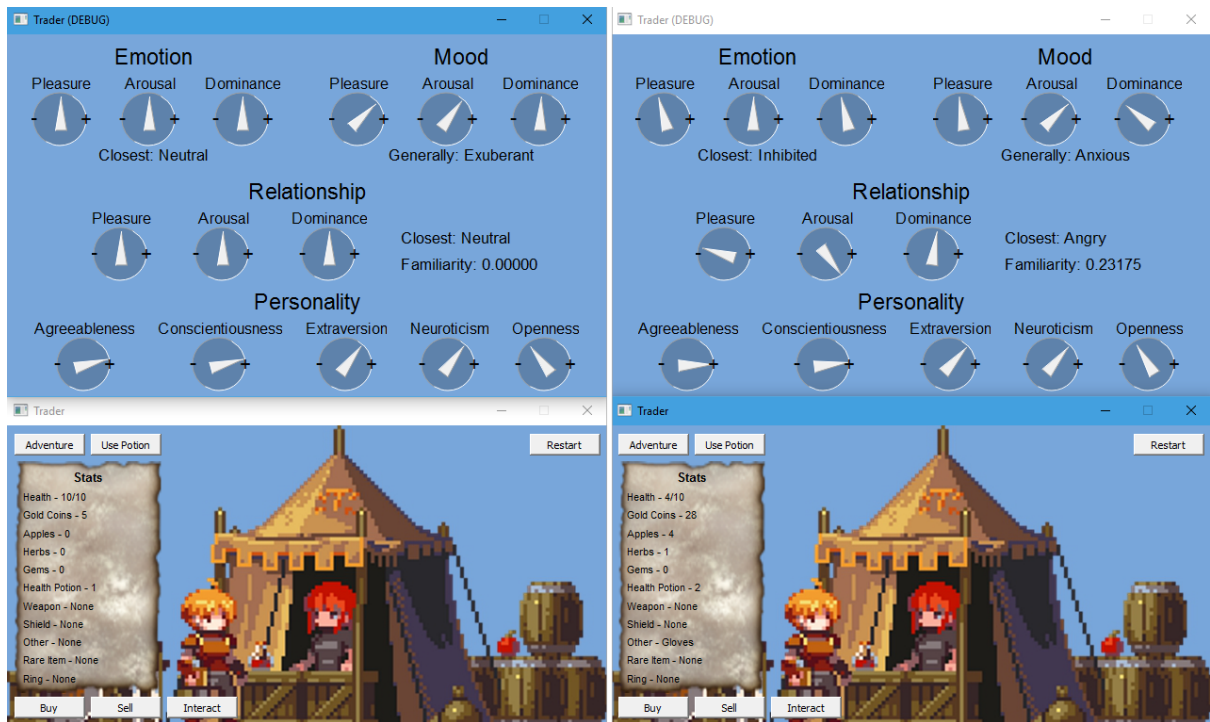 Trader (DEBUG)
Emotion Mood
Pleasure Arousal Dominance Pleasure Arousal Dominance
- + - + - + - + - + - +
Closest: Neutral Generally: Exuberant
Relationship
Pleasure Arousal Dominance
- + - + - +
Closest: Neutral
Familiarity: 0.00000
Personality
Agreeableness Conscientiousness Extraversion Neuroticism Openness
- + - + - + - + - +
Trader (DEBUG)
Emotion Mood
Pleasure Arousal Dominance Pleasure Arousal Dominance
- + - + - + - + - + - +
Closest: Inhibited Generally: Anxious
Relationship
Pleasure Arousal Dominance
- + - + - +
Closest: Angry
Familiarity: 0.23175
Personality
Agreeableness Conscientiousness Extraversion Neuroticism Openness
- + - + - + - + - +
Trader
Adventure Use Potion Restart
Stats
Health - 10/10
Gold Coins - 5
Apples - 0
Herbs - 0
Gems - 0
Health Potion - 1
Weapon - None
Shield - None
Other - None
Rare Item - None
Ring - None
Buy Sell Interact
Trader
Adventure Use Potion Restart
Stats
Health - 4/10
Gold Coins - 28
Apples - 4
Herbs - 1
Gems - 0
Health Potion - 2
Weapon - None
Shield - None
Other - Gloves
Rare Item - None
Ring - None
Buy Sell Interact